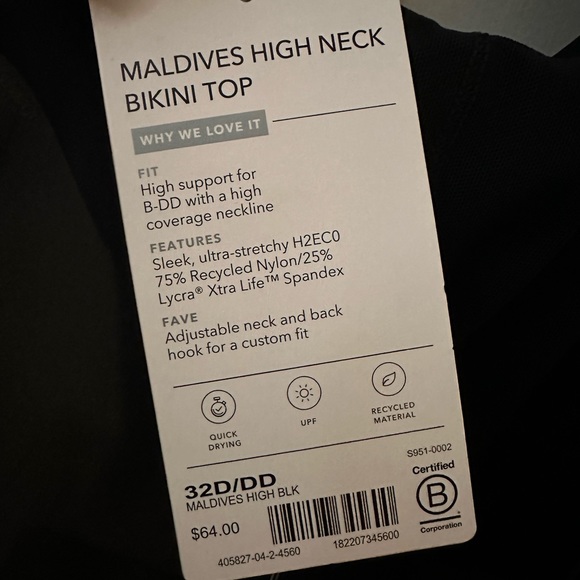 MALDIVES HIGH NECK
BIKINI TOP
WHY WE LOVE IT
FIT
High support for
B-DD with a high
coverage neckline
FEATURES
Sleek, ultra-stretchy H2EC0
75% Recycled Nylon/25%
Lycra® Xtra Life™ Spandex
FAVE
Adjustable neck and back
hook for a custom fit
QUICK
DRYING
UPF
RECYCLED
MATERIAL
S951-0002
32D/DD
MALDIVES HIGH BLK
$64.00
405827-04-2-4560
182207345600
Certified
B
Corporation